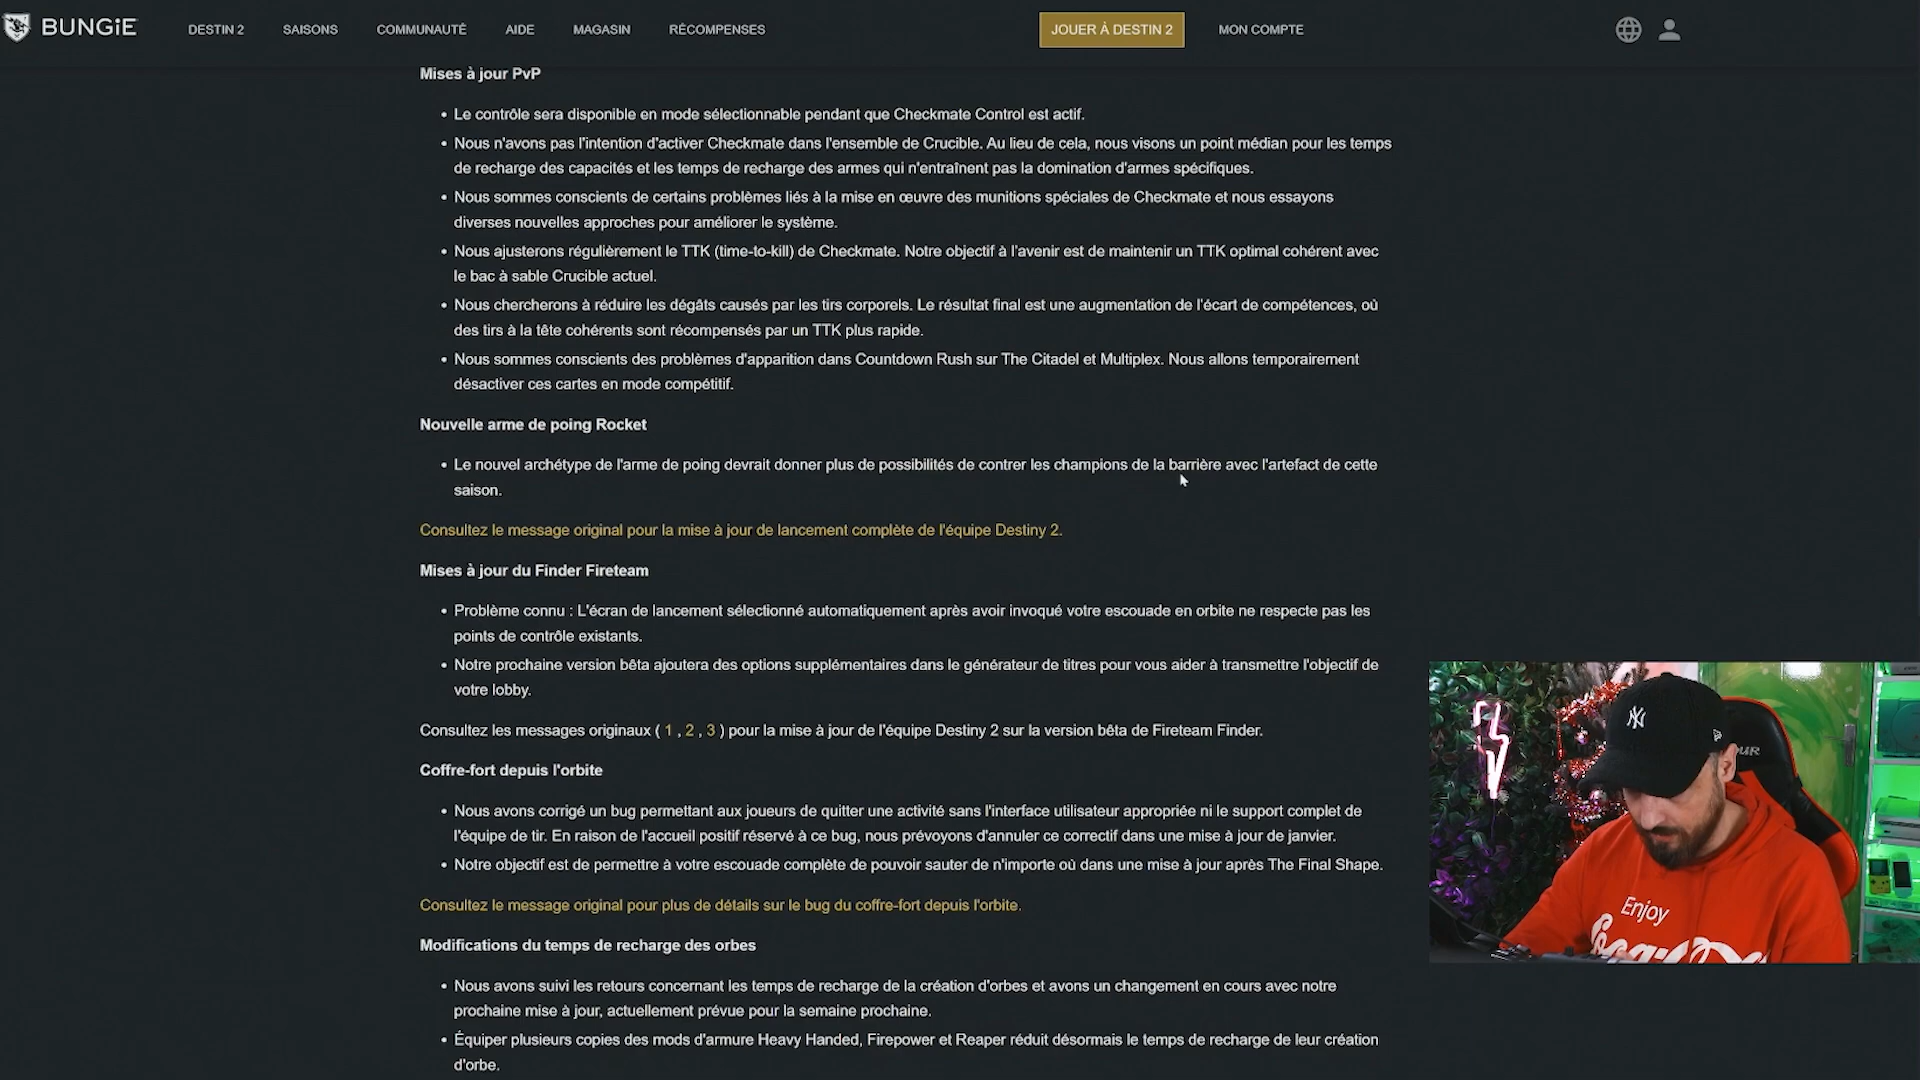 BUNGiE
DESTIN 2
SAISONS
COMMUNAUTÉ
AIDE
MAGASIN
RÉCOMPENSES
JOUER À DESTIN 2
MON COMPTE
Mises à jour PvP
• Le contrôle sera disponible en mode sélectionnable pendant que Checkmate Control est actif.
• Nous n'avons pas l'intention d'activer Checkmate dans l'ensemble de Crucible. Au lieu de cela, nous visons un point médian pour les temps
de recharge des capacités et les temps de recharge des armes qui n'entraînent pas la domination d'armes spécifiques.
• Nous sommes conscients de certains problèmes liés à la mise en œuvre des munitions spéciales de Checkmate et nous essayons
diverses nouvelles approches pour améliorer le système.
• Nous ajusterons régulièrement le TTK (time-to-kill) de Checkmate. Notre objectif à l'avenir est de maintenir un TTK optimal cohérent avec
le bac à sable Crucible actuel.
• Nous chercherons à réduire les dégâts causés par les tirs corporels. Le résultat final est une augmentation de l'écart de compétences, où
des tirs à la tête cohérents sont récompensés par un TTK plus rapide.
• Nous sommes conscients des problèmes d'apparition dans Countdown Rush sur The Citadel et Multiplex. Nous allons temporairement
désactiver ces cartes en mode compétitif.
Nouvelle arme de poing Rocket
• Le nouvel archétype de l'arme de poing devrait donner plus de possibilités de contrer les champions de la barrière avec l'artefact de cette
saison.
Consultez le message original pour la mise à jour de lancement complète de l'équipe Destiny 2.
Mises à jour du Finder Fireteam
• Problème connu : L'écran de lancement sélectionné automatiquement après avoir invoqué votre escouade en orbite ne respecte pas les
points de contrôle existants.
• Notre prochaine version bêta ajoutera des options supplémentaires dans le générateur de titres pour vous aider à transmettre l'objectif de
votre lobby.
Consultez les messages originaux ( 1 , 2 , 3 ) pour la mise à jour de l'équipe Destiny 2 sur la version bêta de Fireteam Finder.
Coffre-fort depuis l'orbite
• Nous avons corrigé un bug permettant aux joueurs de quitter une activité sans l'interface utilisateur appropriée ni le support complet de
l'équipe de tir. En raison de l'accueil positif réservé à ce bug, nous prévoyons d'annuler ce correctif dans une mise à jour de janvier.
• Notre objectif est de permettre à votre escouade complète de pouvoir sauter de n'importe où dans une mise à jour après The Final Shape.
Consultez le message original pour plus de détails sur le bug du coffre-fort depuis l'orbite.
Modifications du temps de recharge des orbes
• Nous avons suivi les retours concernant les temps de recharge de la création d'orbes et avons un changement en cours avec notre
prochaine mise à jour, actuellement prévue pour la semaine prochaine.
• Équiper plusieurs copies des mods d'armure Heavy Handed, Firepower et Reaper réduit désormais le temps de recharge de leur création
d'orbe.
Enjoy